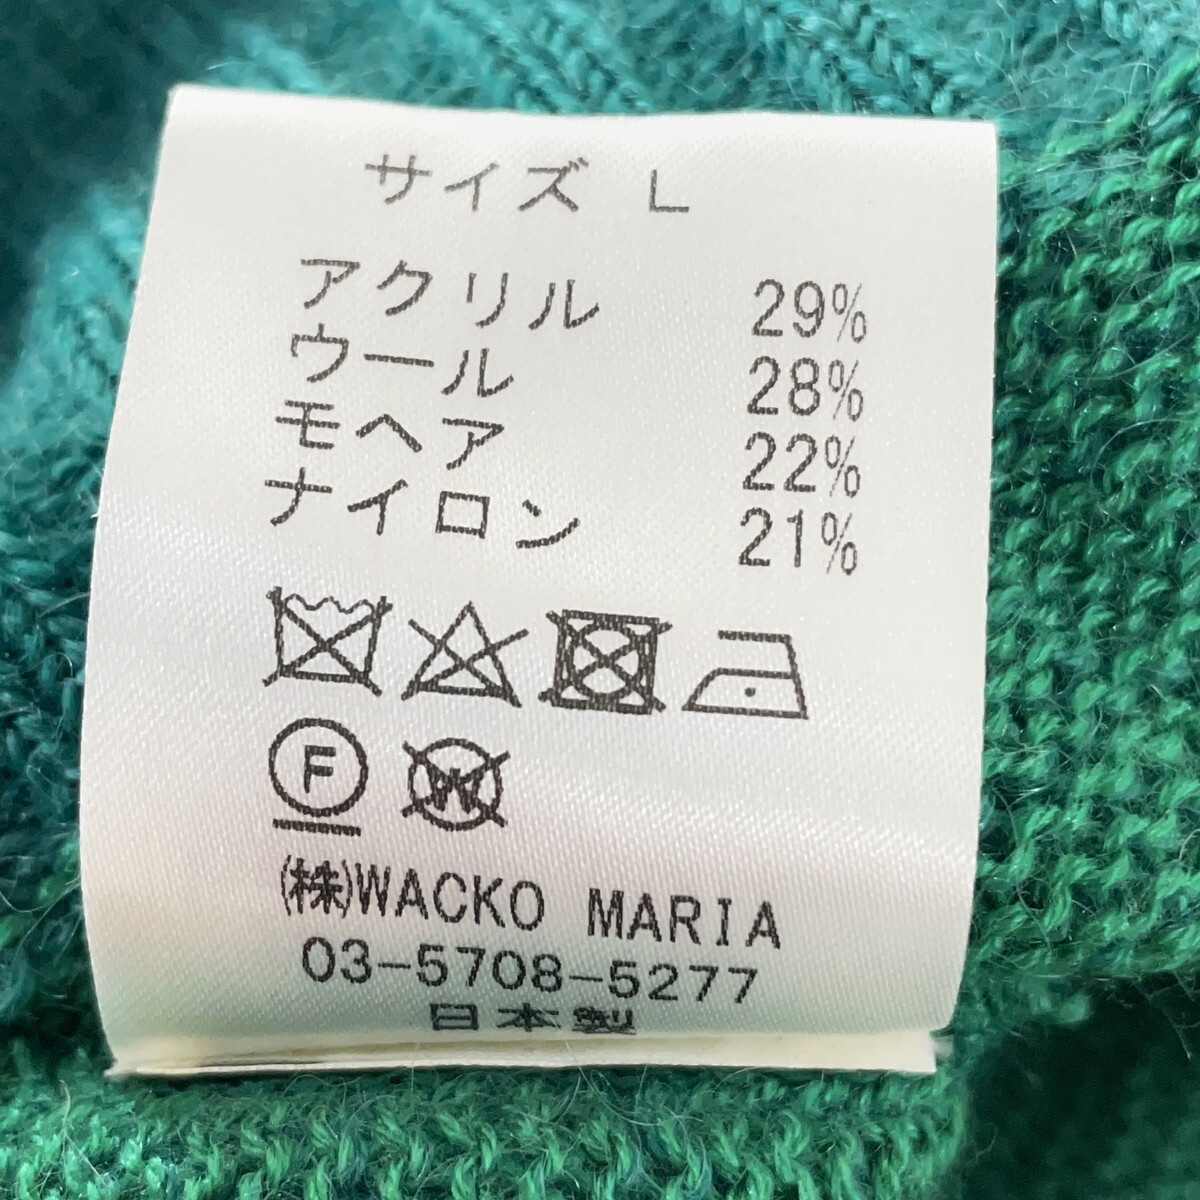 サイズ L
アクリル 29%
ウール 28%
モヘア 22%
ナイロン 21%
F W
㈱WACKO MARIA
03-5708-5277
日本製